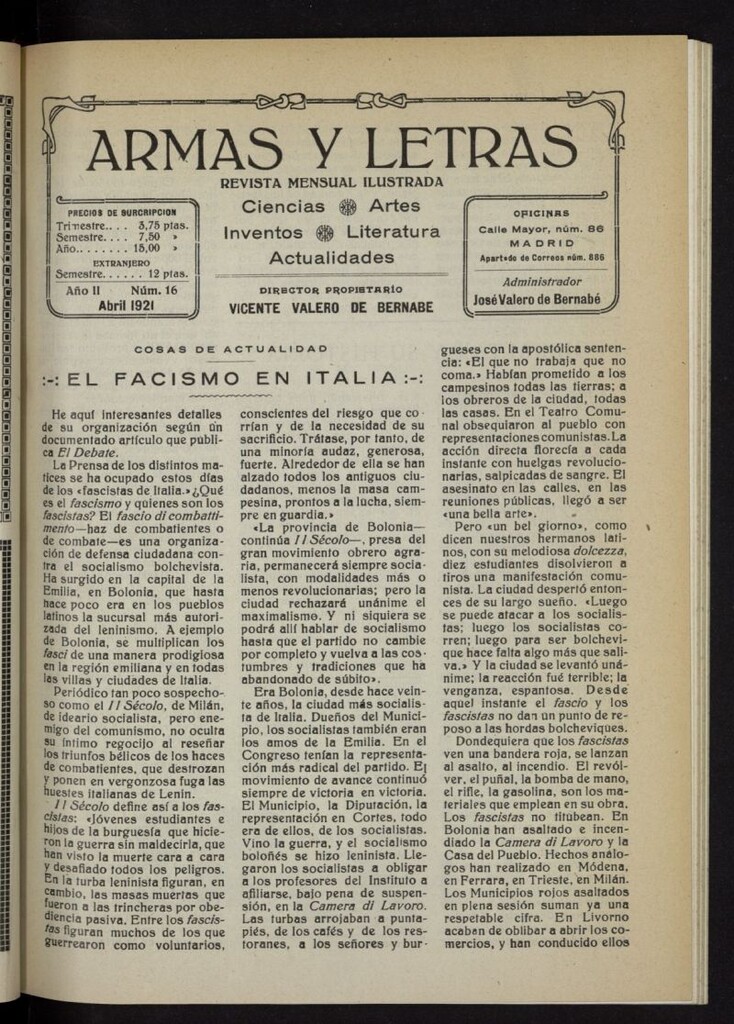 ARMAS Y LETRAS
REVISTA MENSUAL ILUSTRADA
Ciencias Artes
Inventos Literatura
Actualidades
DIRECTOR PROPIETARIO
VICENTE VALERO DE BERNABE
PRECIOS DE SURCRIPCION
Trimestre.... 3,75 ptas.
Semestre.... 7,50 »
Año........ 15,00 »
EXTRANJERO
Semestre...... 12 ptas.
Año II Núm. 16
Abril 1921
OFICINAS
Calle Mayor, núm. 86
MADRID
Apartado de Correos núm. 886
Administrador
José Valero de Bernabé
COSAS DE ACTUALIDAD
:-: EL FACISMO EN ITALIA :-:
He aquí interesantes detalles
de su organización según un
documentado artículo que publica
El Debate.
La Prensa de los distintos ma-
tices se ha ocupado estos días
de los «fascistas de Italia.» ¿Qué
es el fascismo y quienes son los
fascistas? El fascio di combatti-
mento—haz de combatientes o
de combate—es una organiza-
ción de defensa ciudadana con-
tra el socialismo bolchevista.
Ha surgido en la capital de la
Emilia, en Bolonia, que hasta
hace poco era en los pueblos
latinos la sucursal más autori-
zada del leninismo. A ejemplo
de Bolonia, se multiplican los
fasci de una manera prodigiosa
en la región emiliana y en todas
las villas y ciudades de Italia.
Periódico tan poco sospecho-
so como el Il Sécolo, de Milán,
de ideario socialista, pero ene-
migo del comunismo, no oculta
su íntimo regocijo al reseñar
los triunfos bélicos de los haces
de combatientes, que destrozan
y ponen en vergonzosa fuga las
huestes italianas de Lenin.
Il Sécolo define así a los fas-
cistas: «Jóvenes estudiantes e
hijos de la burguesía que hicie-
ron la guerra sin maldecirla, que
han visto la muerte cara a cara
y desafiado todos los peligros.
En la turba leninista figuran, en
cambio, las masas muertas que
fueron a las trincheras por obe-
diencia pasiva. Entre los fascis-
tas figuran muchos de los que
guerrearon como voluntarios,
conscientes del riesgo que co-
rrían y de la necesidad de su
sacrificio. Trátase, por tanto, de
una minoría audaz, generosa,
fuerte. Alrededor de ella se han
alzado todos los antiguos ciu-
dadanos, menos la masa cam-
pesina, prontos a la lucha, siem-
pre en guardia.»
«La provincia de Bolonia—
continúa Il Sécolo—, presa del
gran movimiento obrero agra-
ria, permanecerá siempre socia-
lista, con modalidades más o
menos revolucionarias; pero la
ciudad rechazará unánime el
maximalismo. Y ni siquiera se
podrá allí hablar de socialismo
hasta que el partido no cambie
por completo y vuelva a las cos-
tumbres y tradiciones que ha
abandonado de súbito».
Era Bolonia, desde hace vein-
te años, la ciudad más socialis-
ta de Italia. Dueños del Munici-
pio, los socialistas también eran
los amos de la Emilia. En el
Congreso tenían la representa-
ción más radical del partido. El
movimiento de avance continuó
siempre de victoria en victoria.
El Municipio, la Diputación, la
representación en Cortes, todo
era de ellos, de los socialistas.
Vino la guerra, y el socialismo
boloñés se hizo leninista. Lle-
garon los socialistas a obligar
a los profesores del Instituto a
afiliarse, bajo pena de suspen-
sión, en la Camera di Lavoro.
Las turbas arrojaban a punta-
piés, de los cafés y de los res-
toranes, a los señores y bur-
gueses con la apostólica senten-
cia: «El que no trabaja que no
coma.» Habían prometido a los
campesinos todas las tierras; a
los obreros de la ciudad, todas
las casas. En el Teatro Comu-
nal obsequiaron al pueblo con
representaciones comunistas. La
acción directa florecía a cada
instante con huelgas revolucio-
narias, salpicadas de sangre. El
asesinato en las calles, en las
reuniones públicas, llegó a ser
«una bella arte».
Pero «un bel giorno», como
dicen nuestros hermanos lati-
nos, con su melodiosa dolcezza,
diez estudiantes disolvieron a
tiros una manifestación comu-
nista. La ciudad despertó enton-
ces de su largo sueño. «Luego
se puede atacar a los socialis-
tas; luego los socialistas co-
rren; luego para ser bolchevi-
que hace falta algo más que sali-
va.» Y la ciudad se levantó uná-
nime; la reacción fué terrible; la
venganza, espantosa. Desde
aquel instante el fascio y los
fascistas no dan un punto de re-
poso a las hordas bolcheviques.
Dondequiera que los fascistas
ven una bandera roja, se lanzan
al asalto, al incendio. El revól-
ver, el puñal, la bomba de mano,
el rifle, la gasolina, son los ma-
teriales que emplean en su obra.
Los fascistas no titubean. En
Bolonia han asaltado e incen-
diado la Camera di Lavoro y la
Casa del Pueblo. Hechos análo-
gos han realizado en Módena,
en Ferrara, en Trieste, en Milán.
Los Municipios rojos asaltados
en plena sesión suman ya una
respetable cifra. En Livorno
acaban de oblibar a abrir los co-
mercios, y han conducido ellos